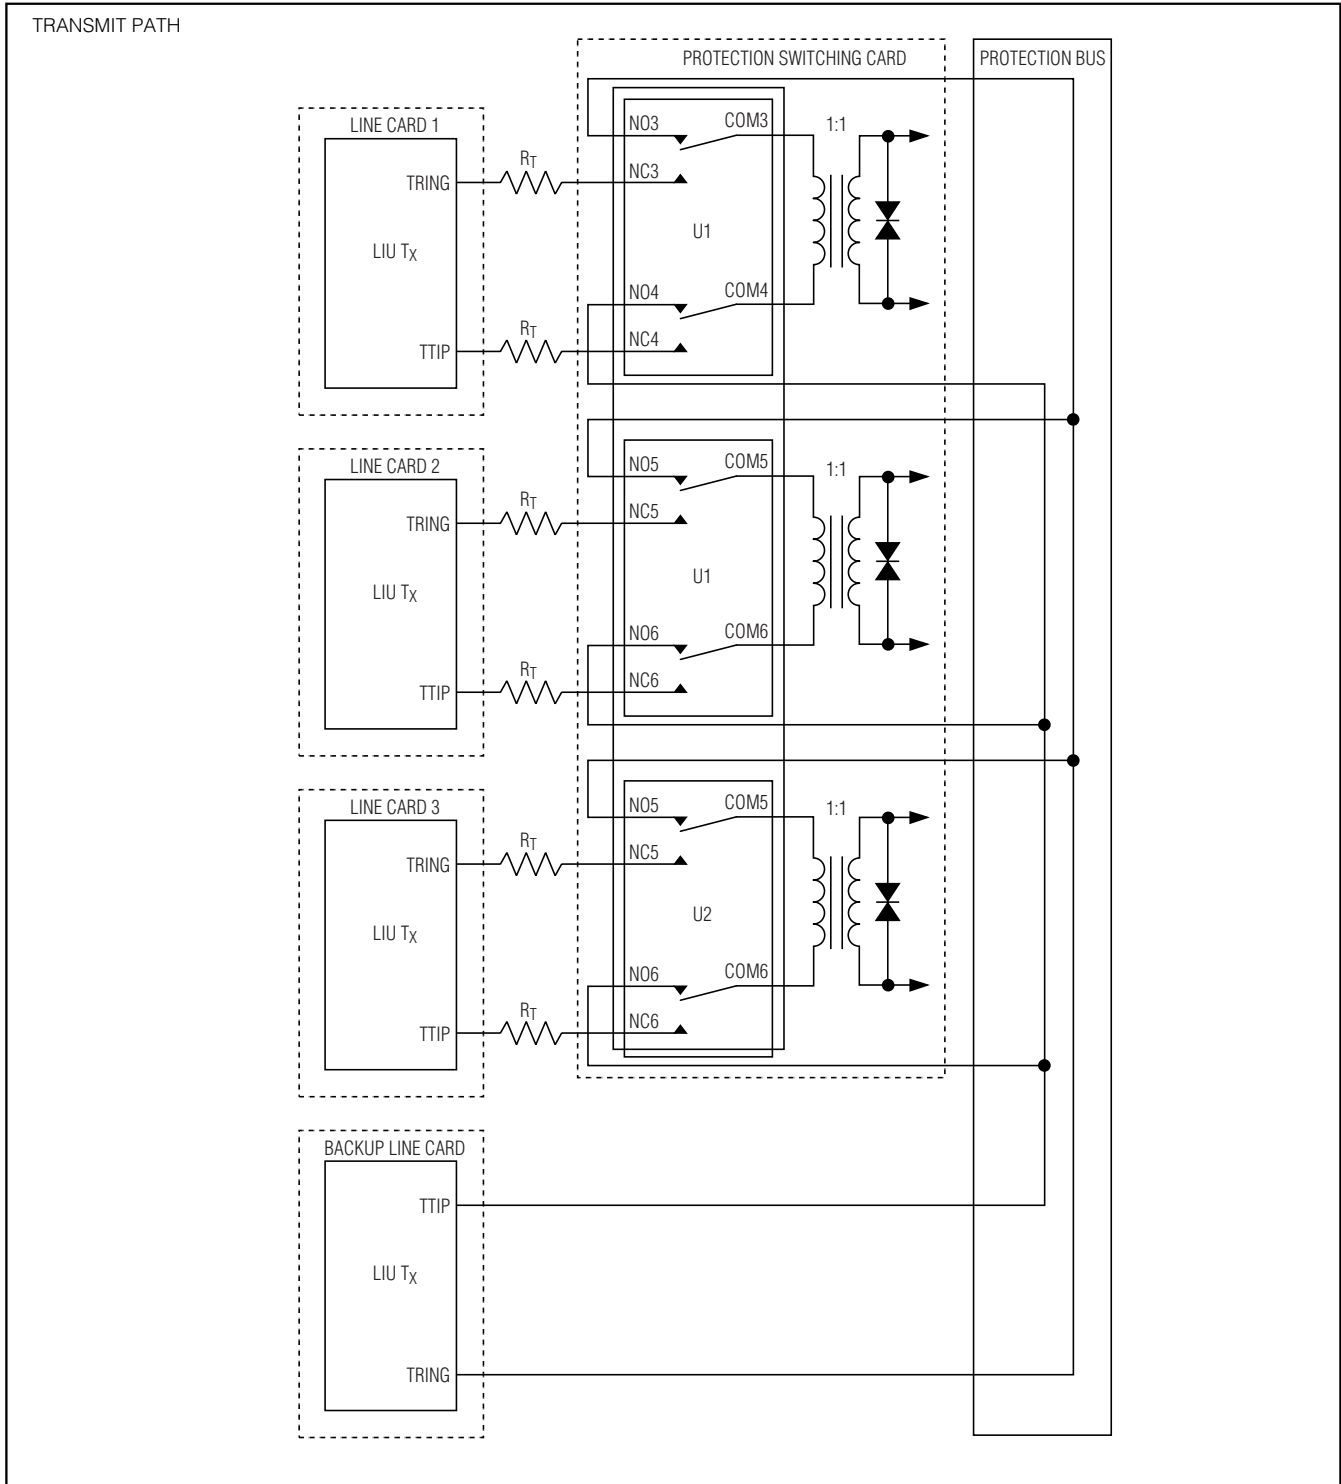 TRANSMIT PATH
PROTECTION SWITCHING CARD
PROTECTION BUS
LINE CARD 1
TRING
LIU TX
TTIP
RT
RT
NO3
COM3
NC3
U1
NO4
COM4
NC4
1:1
LINE CARD 2
TRING
LIU TX
TTIP
RT
RT
NO5
COM5
NC5
U1
NO6
COM6
NC6
1:1
LINE CARD 3
TRING
LIU TX
TTIP
RT
RT
NO5
COM5
NC5
U2
NO6
COM6
NC6
1:1
BACKUP LINE CARD
TTIP
LIU TX
TRING